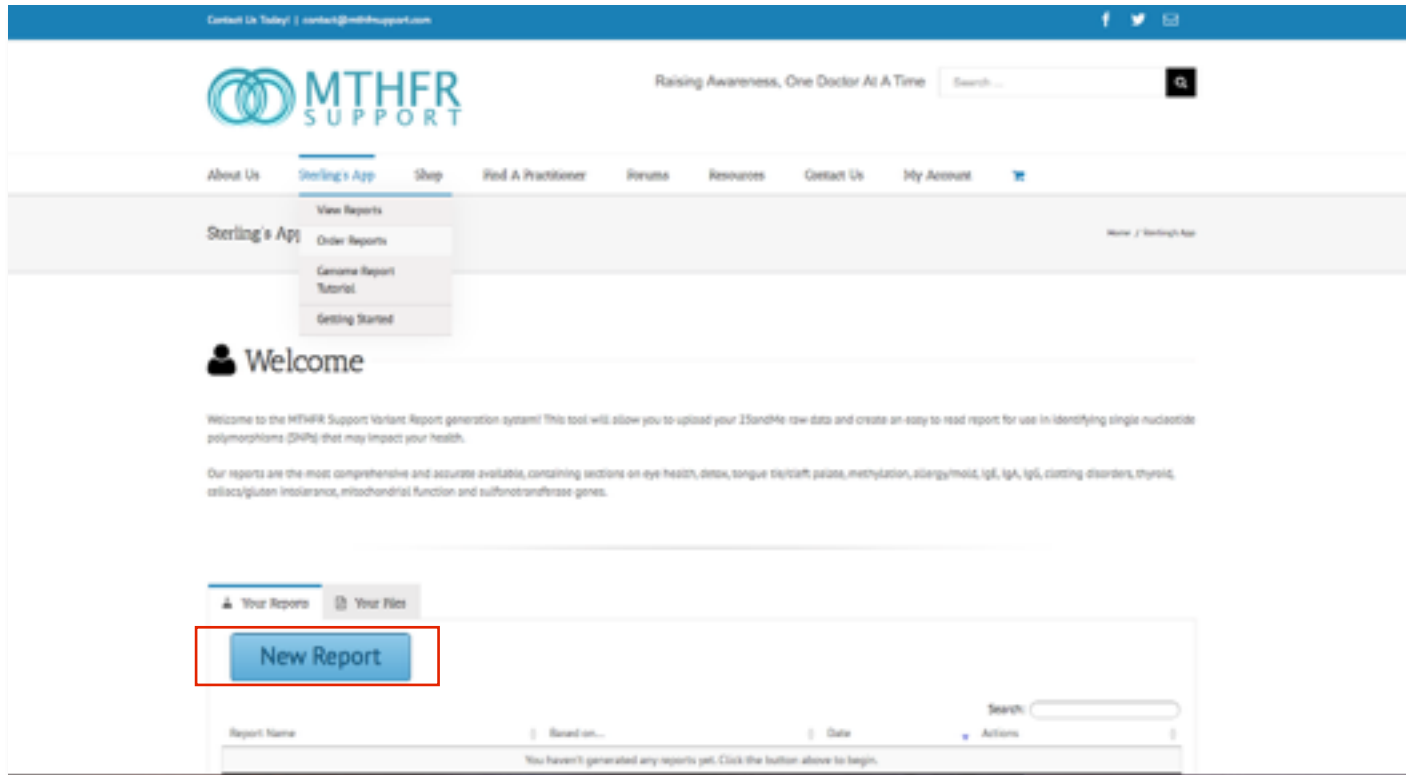 Contact Us Today! | contact@mthfrsupport.com
MTHFR
SUPPORT
Raising Awareness, One Doctor At A Time
Search ...
About Us Sterling's App Shop Find A Practitioner Forums Resources Contact Us My Account
View Reports
Sterling's App
Order Reports
Home / Sterling's App
Genome Report
Tutorial
Getting Started
Welcome
Welcome to the MTHFR Support Variant Report generation system! This tool will allow you to upload your 23andMe raw data and create an easy to read report for use in identifying single nucleotide
polymorphisms (SNPs) that may impact your health.
Our reports are the most comprehensive and accurate available, containing sections on eye health, detox, tongue tie/cleft palate, methylation, allergy/mold, IgE, IgA, IgG, clotting disorders, thyroid,
celiacs/gluten intolerance, mitochondrial function and sulfonotransferase genes.
Your Reports Your Files
New Report
Search:
Report Name Based on... Date Actions
You haven't generated any reports yet. Click the button above to begin.